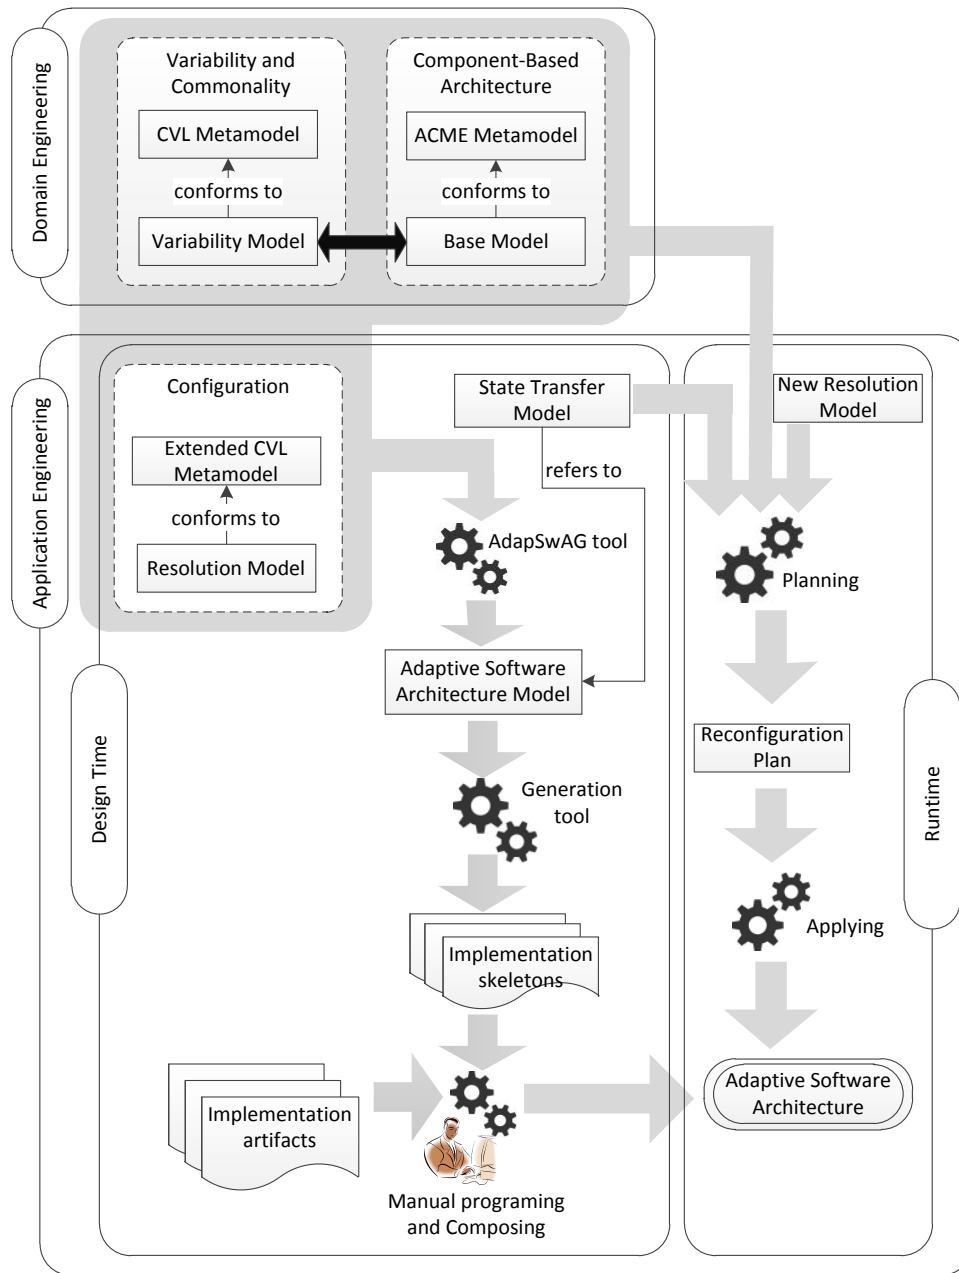 Domain Engineering
Variability and
Commonality
CVL Metamodel
conforms to
Variability Model
Component-Based
Architecture
ACME Metamodel
conforms to
Base Model
Application Engineering
Design Time
Configuration
Extended CVL
Metamodel
conforms to
Resolution Model
State Transfer
Model
refers to
AdapSwAG tool
Adaptive Software
Architecture Model
Generation
tool
Implementation
skeletons
Implementation
artifacts
Manual programing
and Composing
Runtime
New Resolution
Model
Planning
Reconfiguration
Plan
Applying
Adaptive Software
Architecture